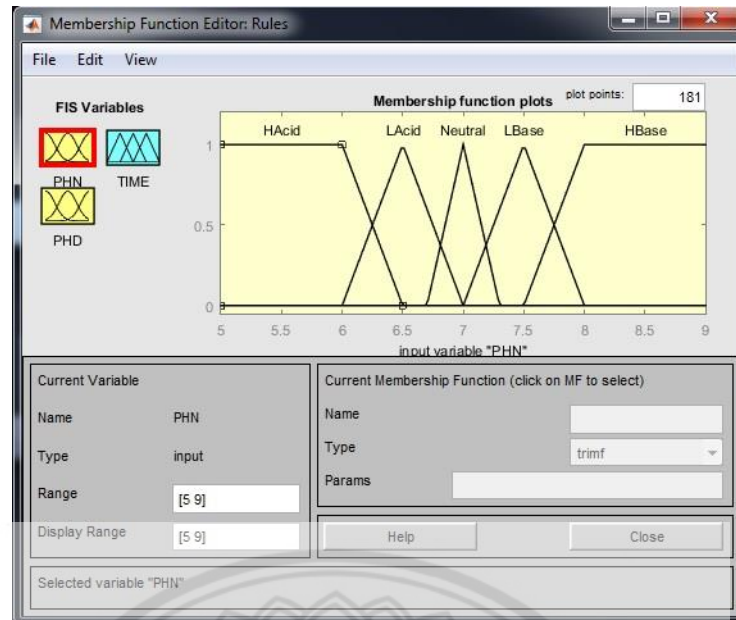 Membership Function Editor: Rules
File Edit View
FIS Variables
PHN
TIME
PHD
Membership function plots
plot points:
181
HAcid LAcid Neutral LBase HBase
1
0.5
0
5 5.5 6 6.5 7 7.5 8 8.5 9
input variable "PHN"
Current Variable
Name PHN
Type input
Range [5 9]
Display Range [5 9]
Current Membership Function (click on MF to select)
Name
Type trimf
Params
Help Close
Selected variable "PHN"